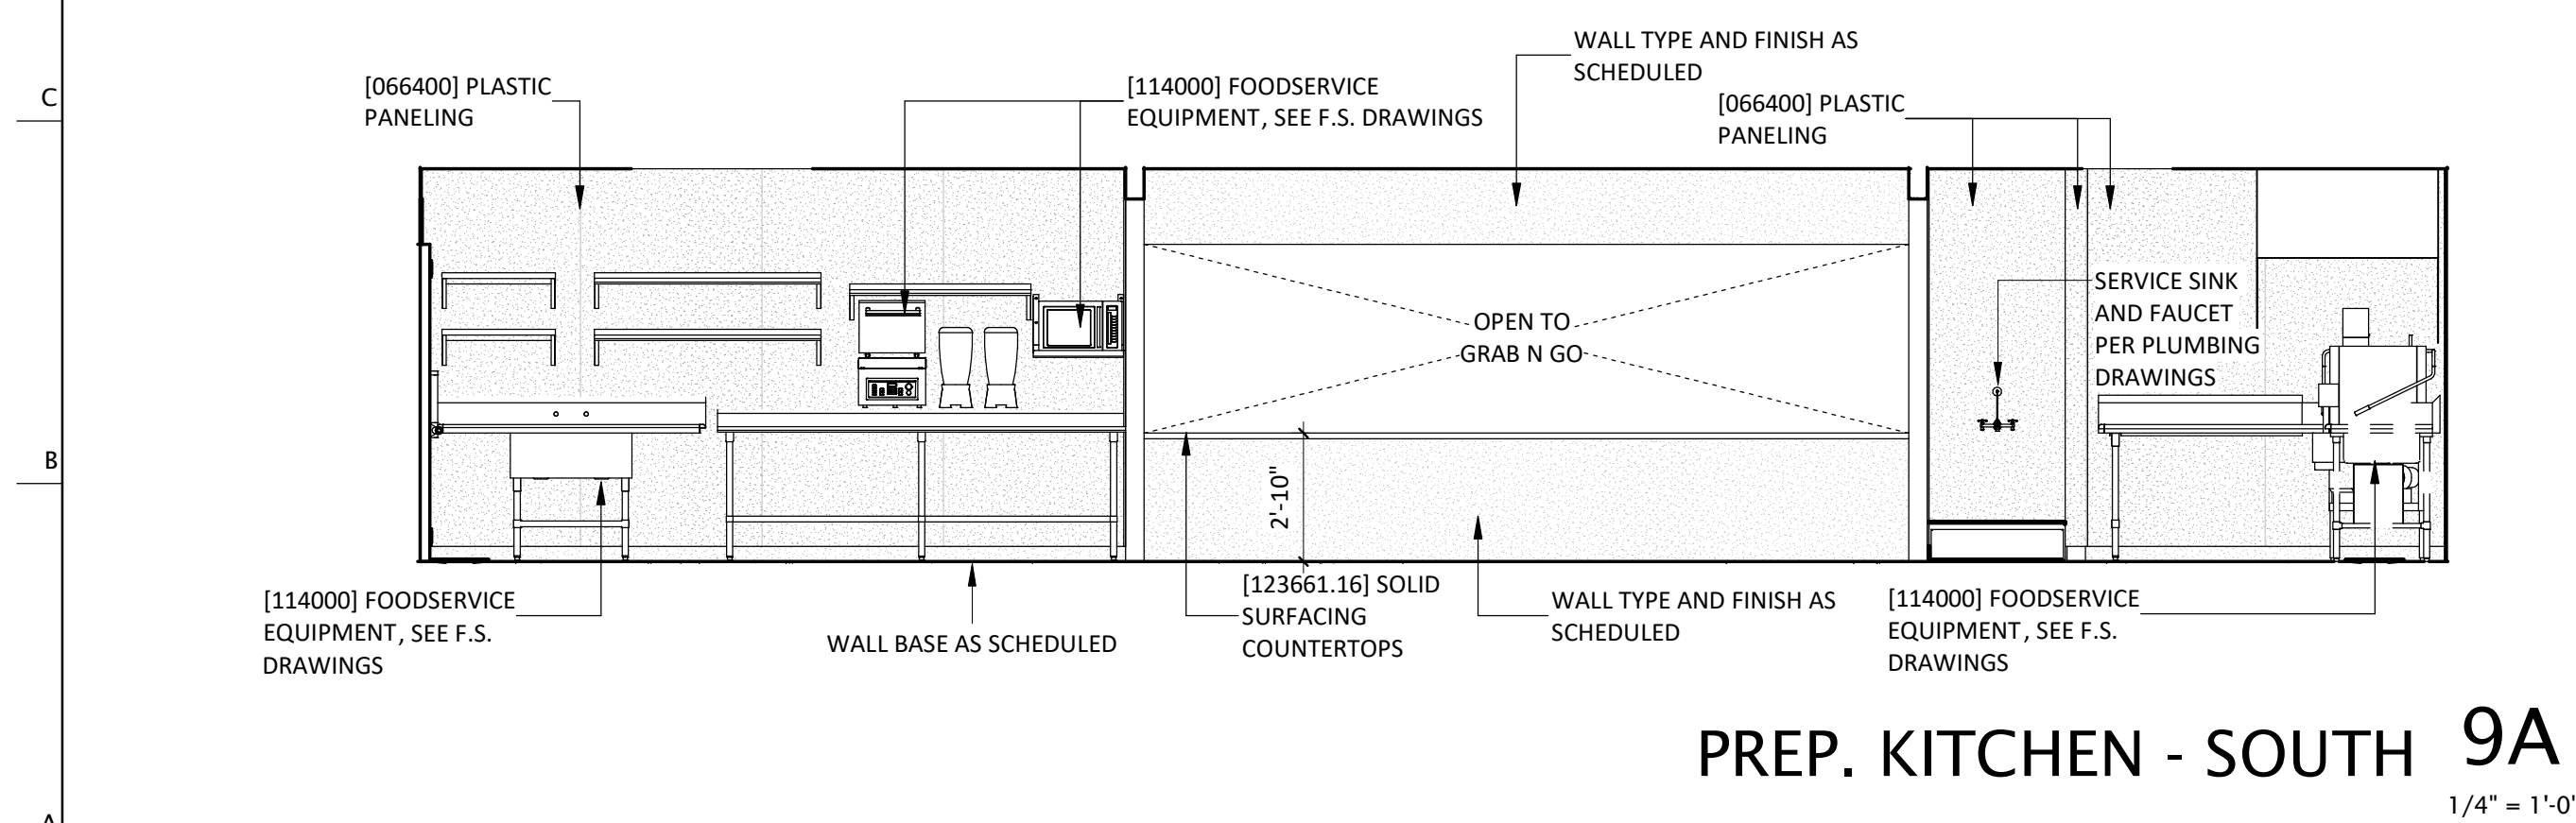 WALL TYPE AND FINISH AS
SCHEDULED
[066400] PLASTIC
PANELING
[114000] FOODSERVICE
EQUIPMENT, SEE F.S. DRAWINGS
[066400] PLASTIC
PANELING
C
SERVICE SINK
AND FAUCET
PER PLUMBING
DRAWINGS
OPEN TO
GRAB N GO
B
2'-10"
[123661.16] SOLID
SURFACING
COUNTERTOPS
[114000] FOODSERVICE
EQUIPMENT, SEE F.S.
DRAWINGS
WALL BASE AS SCHEDULED
WALL TYPE AND FINISH AS
SCHEDULED
[114000] FOODSERVICE
EQUIPMENT, SEE F.S.
DRAWINGS
PREP. KITCHEN - SOUTH 9A
1/4" = 1'-0"
A